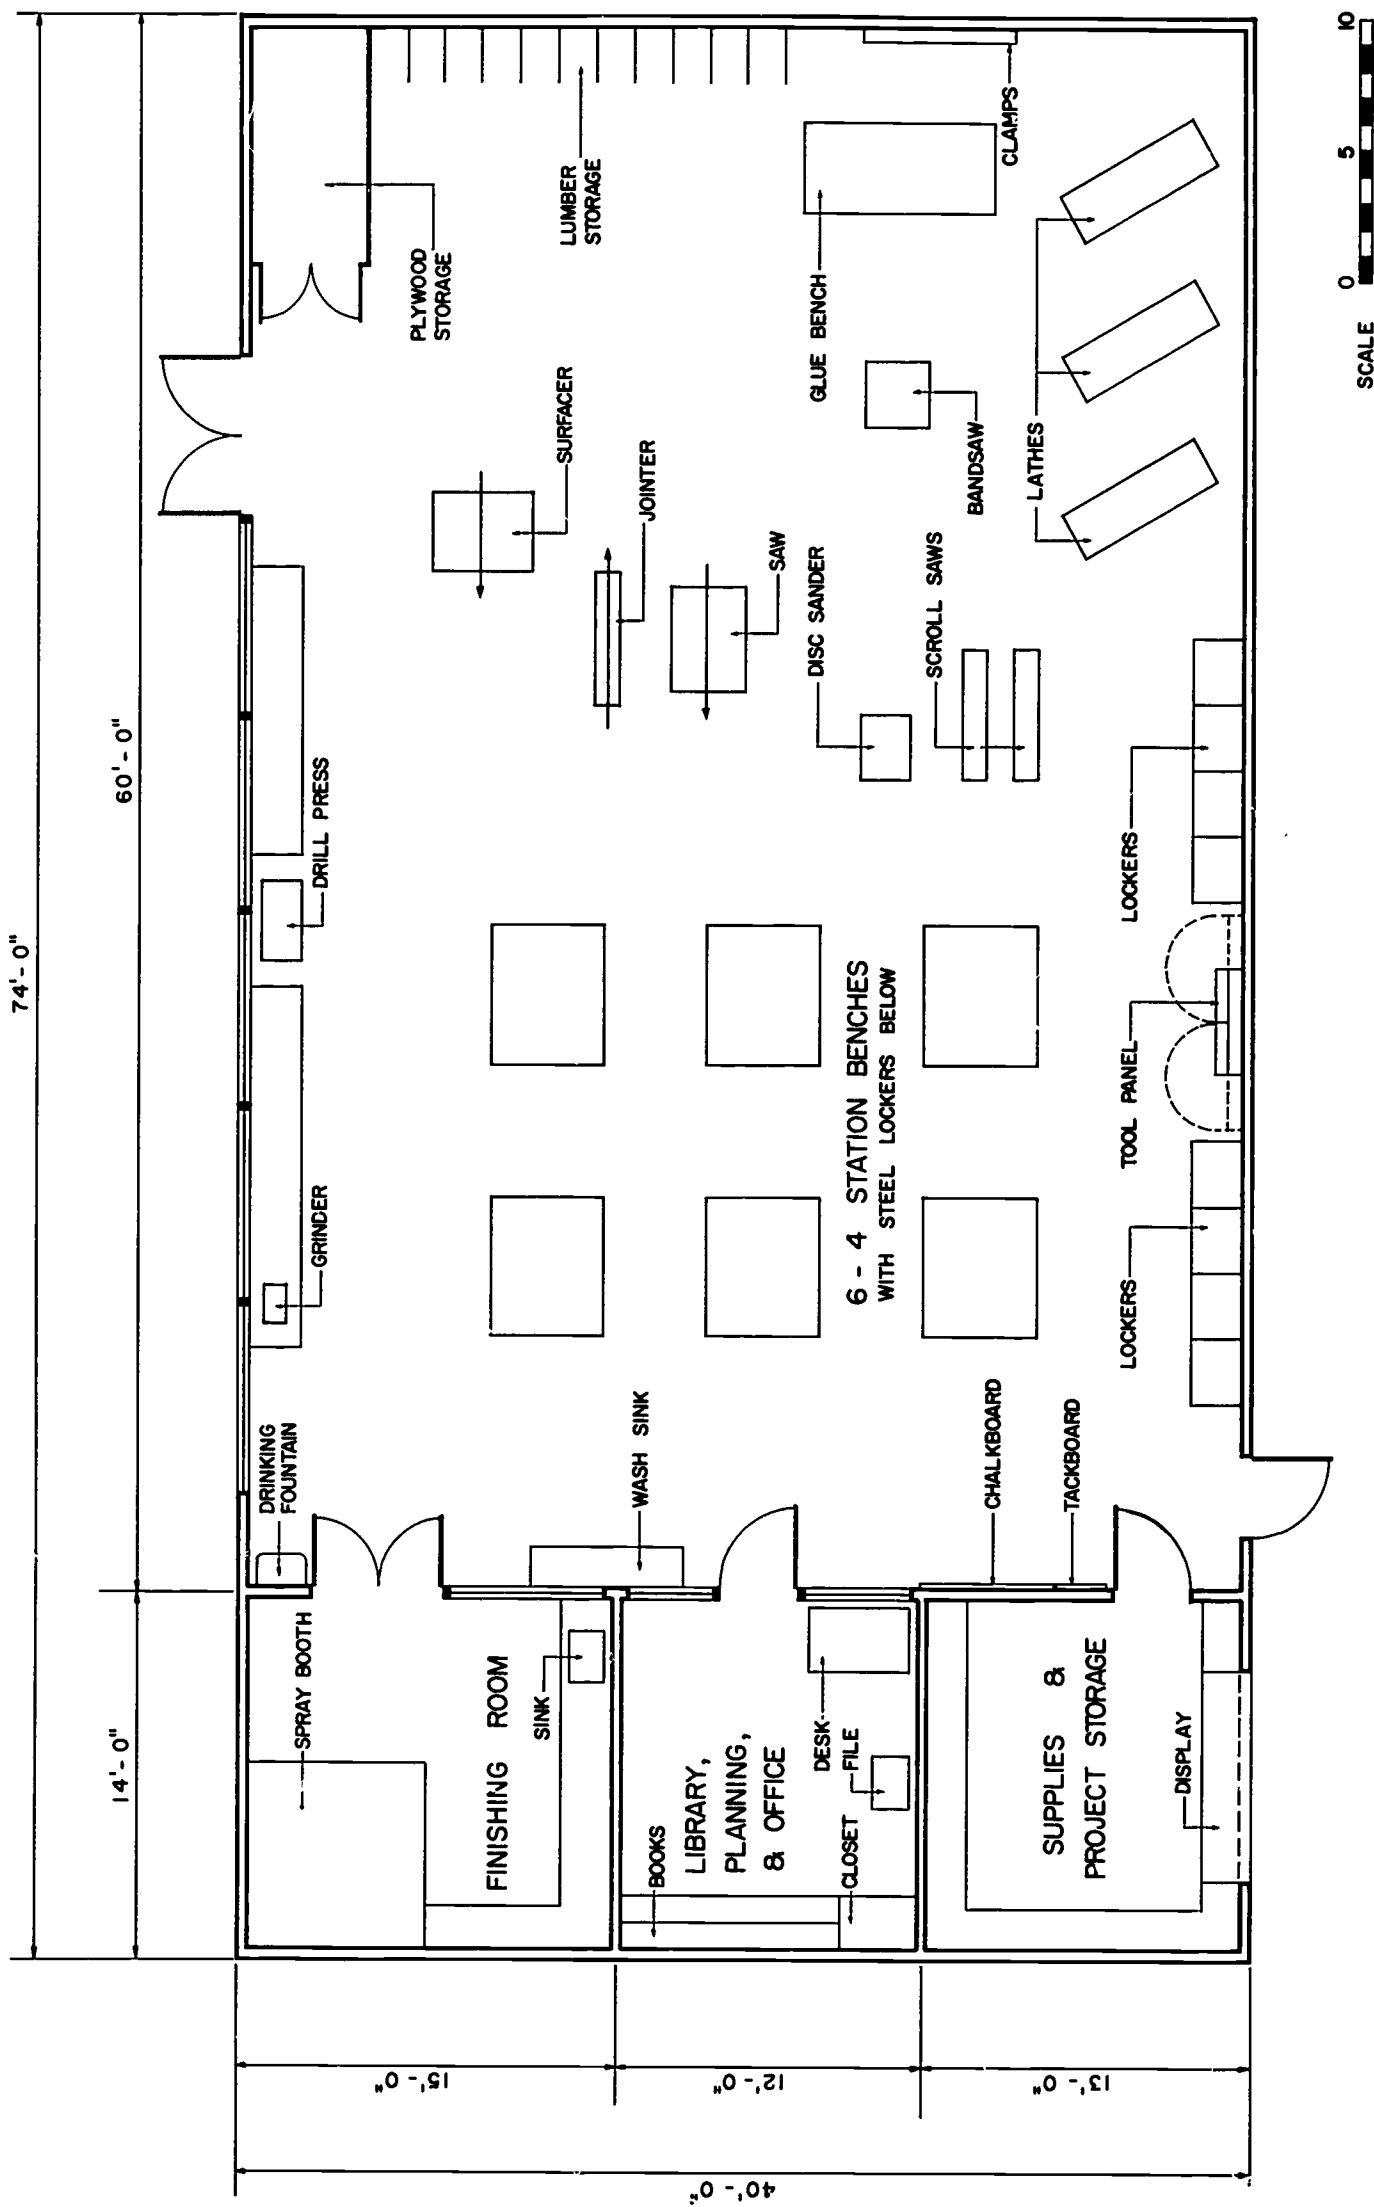 74'-0"
14'-0"
60'-0"
40'-0"
15'-0"
12'-0"
13'-0"
SPRAY BOOTH
DRINKING
FOUNTAIN
GRINDER
DRILL PRESS
PLYWOOD
STORAGE
FINISHING ROOM
SINK
WASH SINK
SURFACER
JOINTER
LUMBER
STORAGE
BOOKS
LIBRARY,
PLANNING,
& OFFICE
DESK
FILE
CLOSET
SAW
DISC SANDER
GLUE BENCH
6 - 4 STATION BENCHES
WITH STEEL LOCKERS BELOW
SCROLL SAWS
BANDSAW
CLAMPS
CHALKBOARD
TACKBOARD
LATHES
SUPPLIES &
PROJECT STORAGE
DISPLAY
LOCKERS
TOOL PANEL
LOCKERS
SCALE
0 5 10